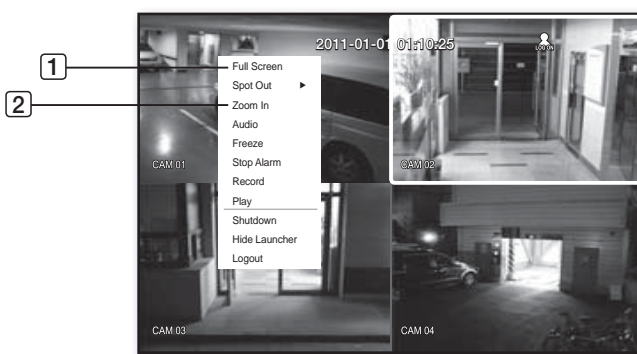 2011-01-01 01:10:25
LOG ON
1
Full Screen
Spot Out
2
Zoom In
Audio
Freeze
Stop Alarm
Record
Play
Shutdown
Hide Launcher
Logout
CAM 01
CAM 02
CAM 03
CAM 04